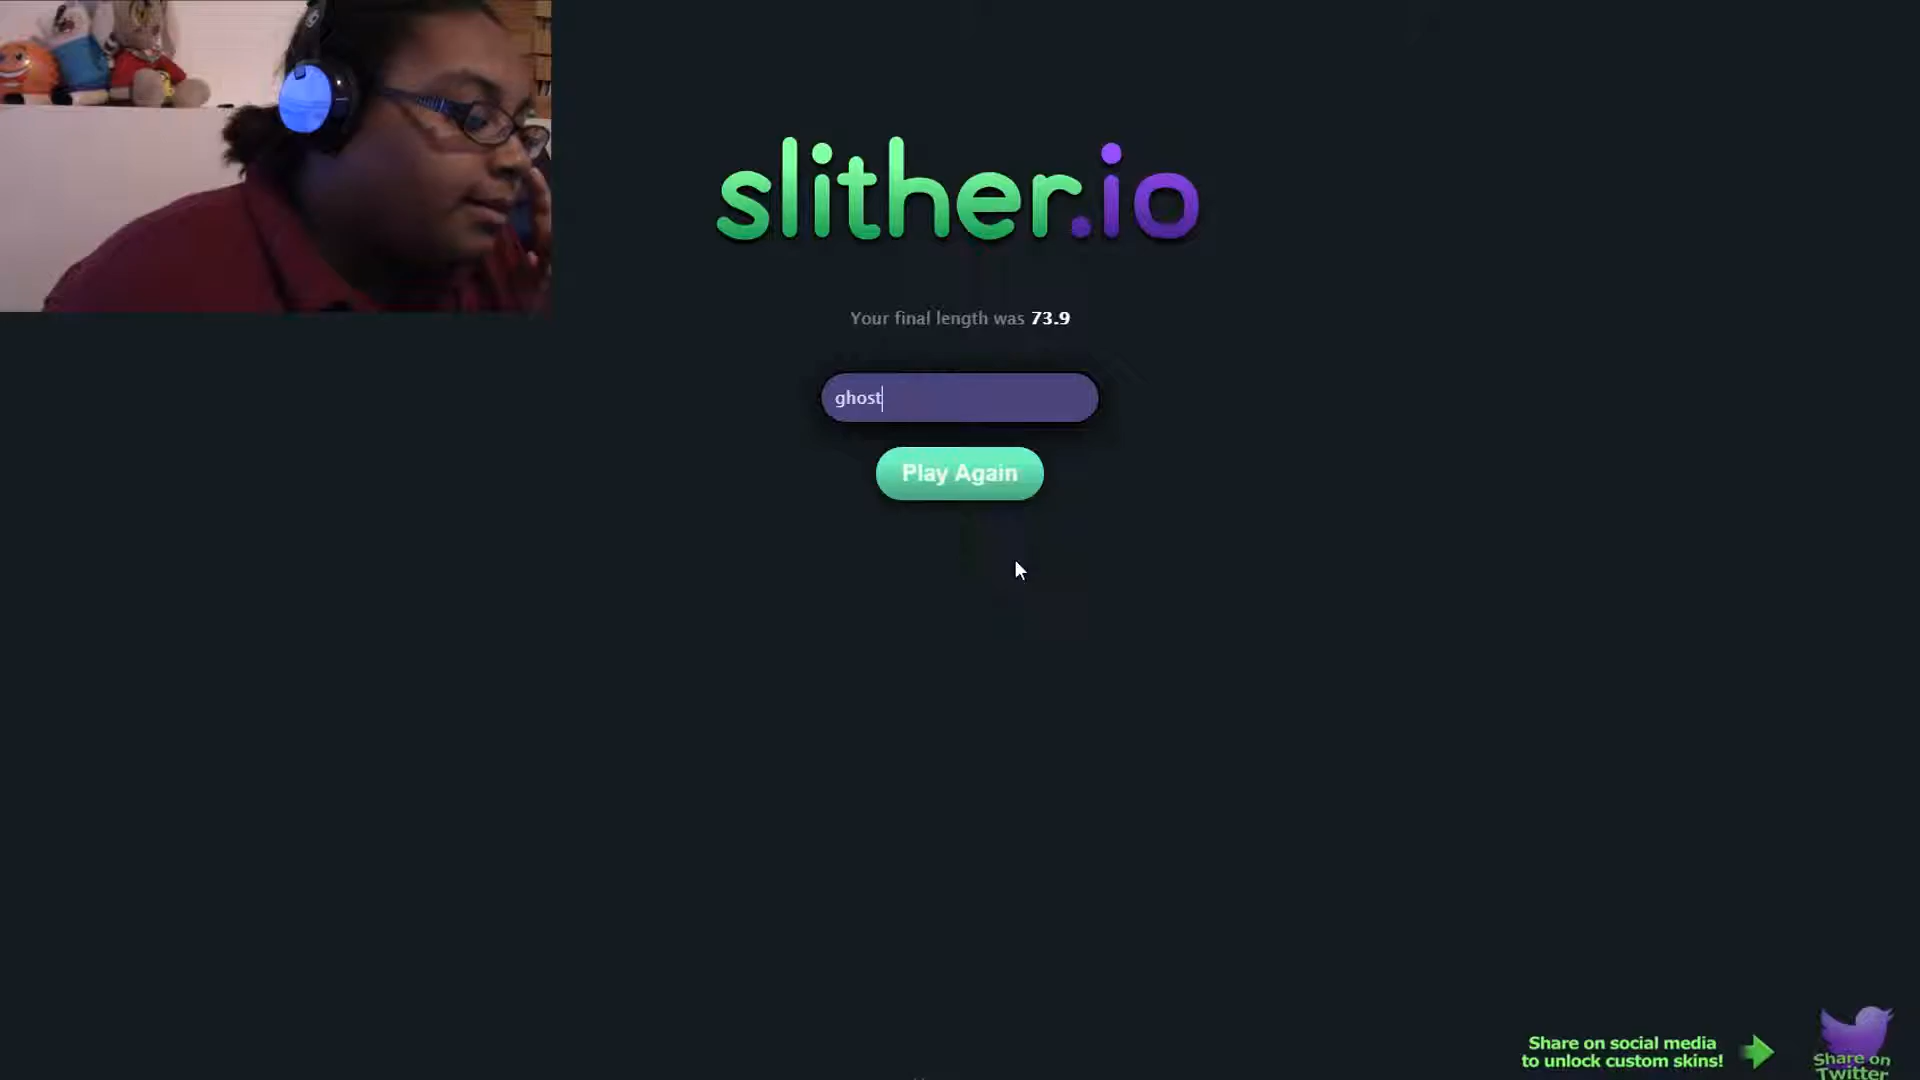 slither.io
Your final length was 73.9
ghost
Play Again
Share on social media
to unlock custom skins!
Share on
Twitter